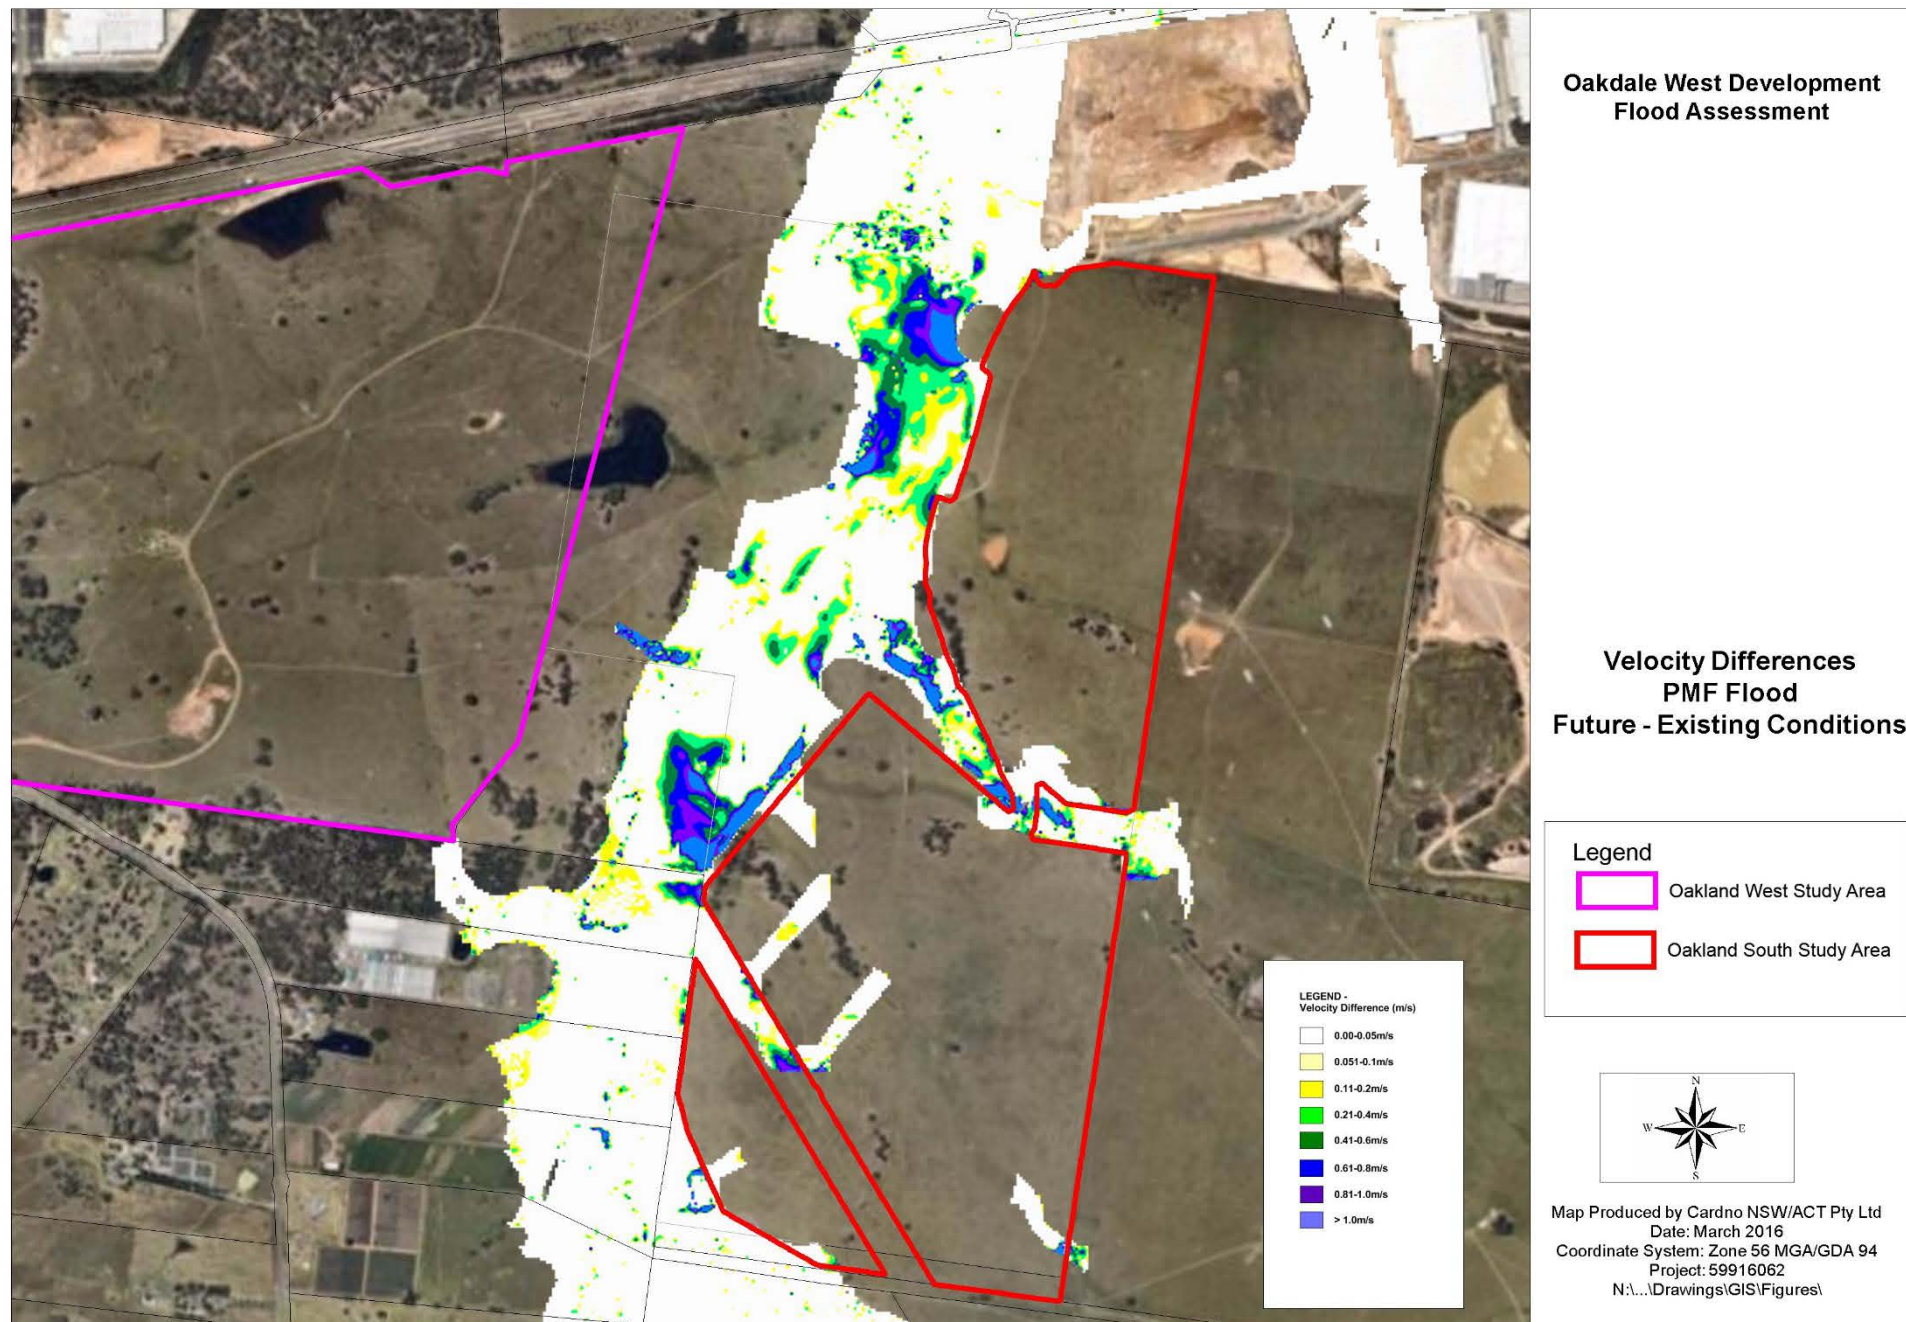 Oakdale West Development
Flood Assessment
Velocity Differences
PMF Flood
Future - Existing Conditions
Legend
Oakland West Study Area
Oakland South Study Area
LEGEND -
Velocity Difference (m/s)
0.00-0.05m/s
0.051-0.1m/s
0.11-0.2m/s
0.21-0.4m/s
0.41-0.6m/s
0.61-0.8m/s
0.81-1.0m/s
> 1.0m/s
N
W E
S
Map Produced by Cardno NSW/ACT Pty Ltd
Date: March 2016
Coordinate System: Zone 56 MGA/GDA 94
Project: 59916062
N:\...\Drawings\GIS\Figures\